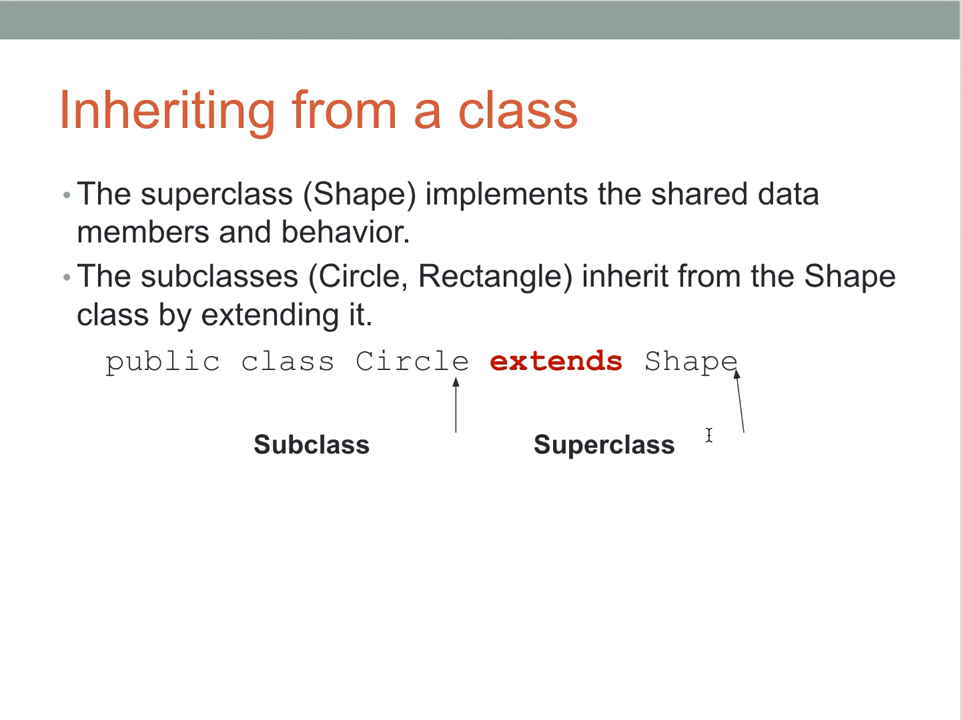 Inheriting from a class
• The superclass (Shape) implements the shared data
members and behavior.
• The subclasses (Circle, Rectangle) inherit from the Shape
class by extending it.
public class Circle extends Shape
Subclass Superclass